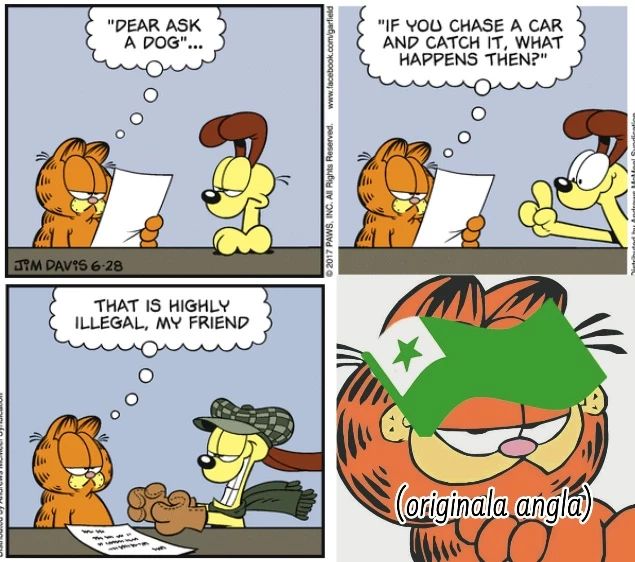 "DEAR ASK
A DOG"...
JIM DAVIS 6·28
© 2017 PAWS, INC. All Rights Reserved. www.facebook.com/garfield
"IF YOU CHASE A CAR
AND CATCH IT, WHAT
HAPPENS THEN?"
THAT IS HIGHLY
ILLEGAL, MY FRIEND
(originala angla)